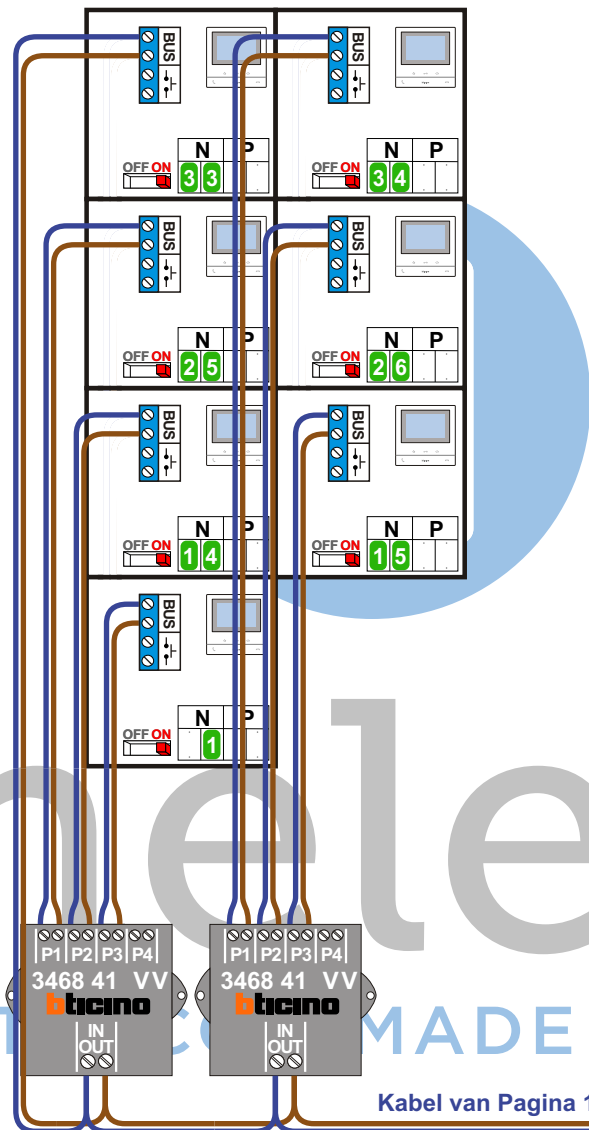 BUS BUS
N P N P
OFF ON 3 3 OFF ON 3 4
BUS BUS
N P N P
OFF ON 2 5 OFF ON 2 6
BUS BUS
N P N P
OFF ON 1 4 OFF ON 1 5
BUS
N P
OFF ON 1
nele
P1 P2 P3 P4 P1 P2 P3 P4
3468 41 VV 3468 41 VV
bticino bticino
IN IN
OUT OUT
MADE
Kabel van Pagina 1